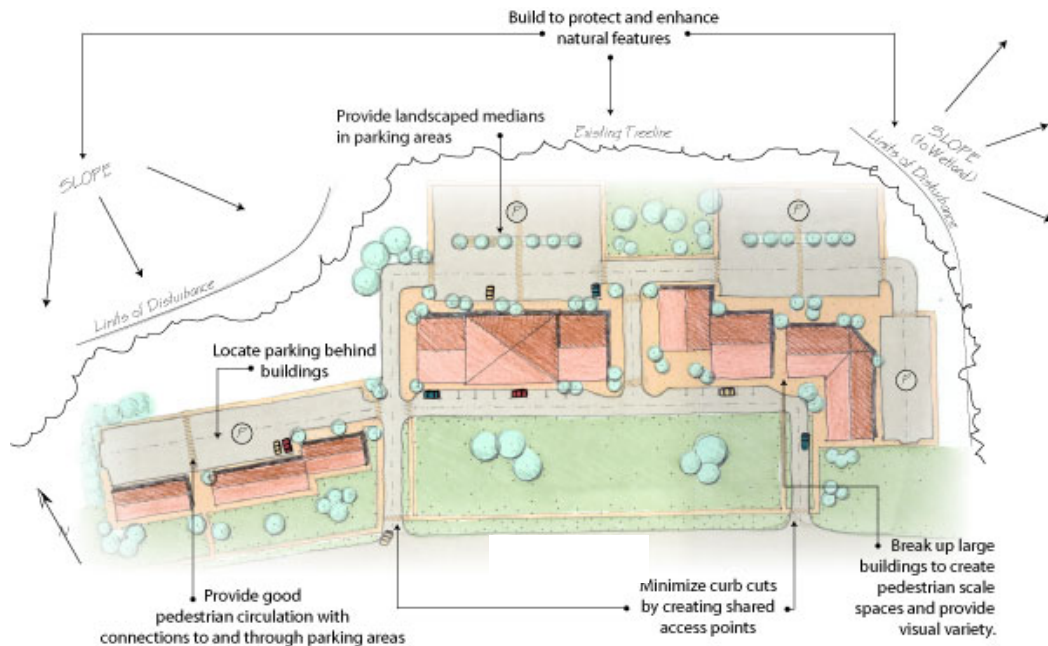 Build to protect and enhance
natural features
Provide landscaped medians
in parking areas
Existing Treeline
SLOPE
(to Wetland)
Limits of Disturbance
SLOPE
Limits of Disturbance
P
P
Locate parking behind
buildings
P
P
Provide good
pedestrian circulation with
connections to and through parking areas
Minimize curb cuts
by creating shared
access points
Break up large
buildings to create
pedestrian scale
spaces and provide
visual variety.